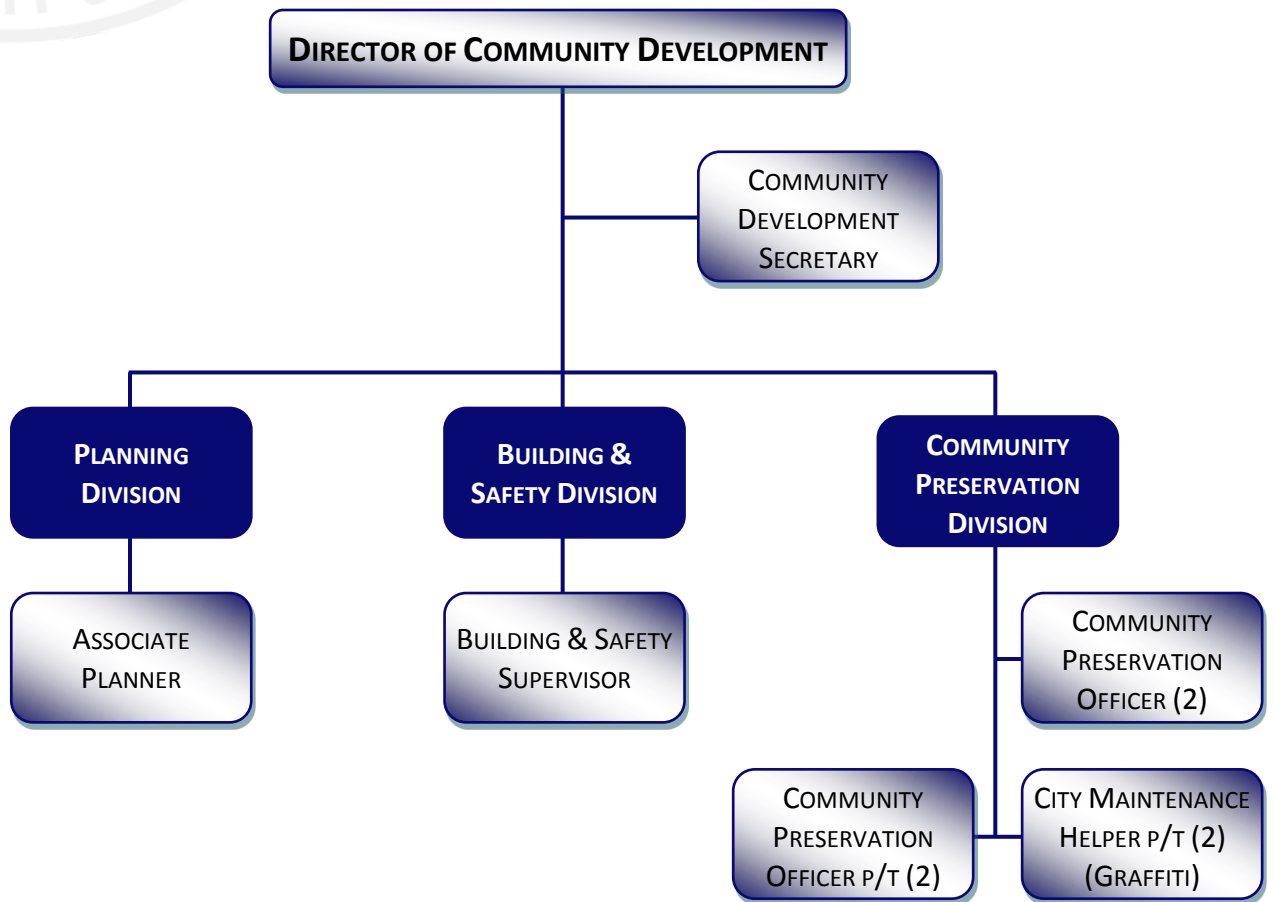 DIRECTOR OF COMMUNITY DEVELOPMENT
COMMUNITY
DEVELOPMENT
SECRETARY
PLANNING
DIVISION
BUILDING &
SAFETY DIVISION
COMMUNITY
PRESERVATION
DIVISION
ASSOCIATE
PLANNER
BUILDING & SAFETY
SUPERVISOR
COMMUNITY
PRESERVATION
OFFICER (2)
COMMUNITY
PRESERVATION
OFFICER P/T (2)
CITY MAINTENANCE
HELPER P/T (2)
(GRAFFITI)